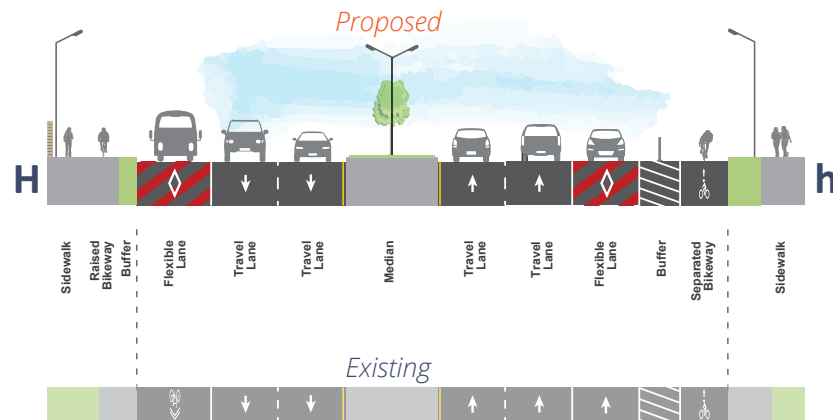 Proposed
H
h
Sidewalk
Raised
Bikeway
Buffer
Flexible
Lane
Travel
Lane
Travel
Lane
Median
Travel
Lane
Travel
Lane
Flexible
Lane
Buffer
Separated
Bikeway
Sidewalk
Existing